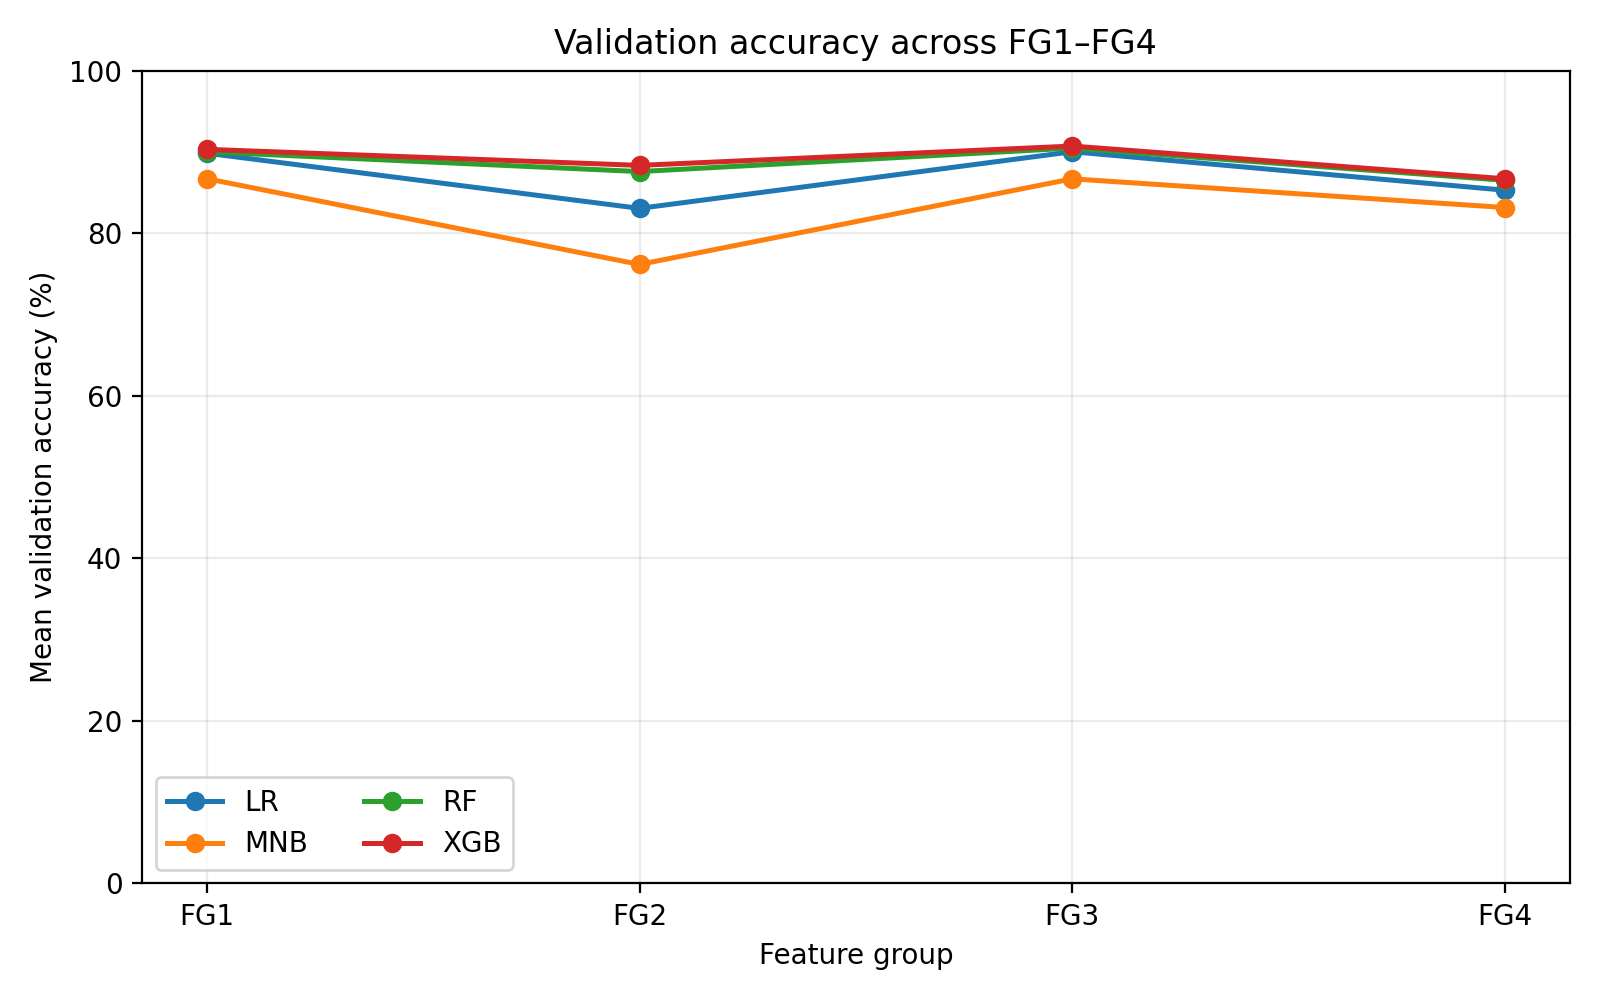 Validation accuracy across FG1–FG4
Mean validation accuracy (%)
100
80
60
40
20
0
LR
MNB
RF
XGB
FG1
FG2
FG3
FG4
Feature group